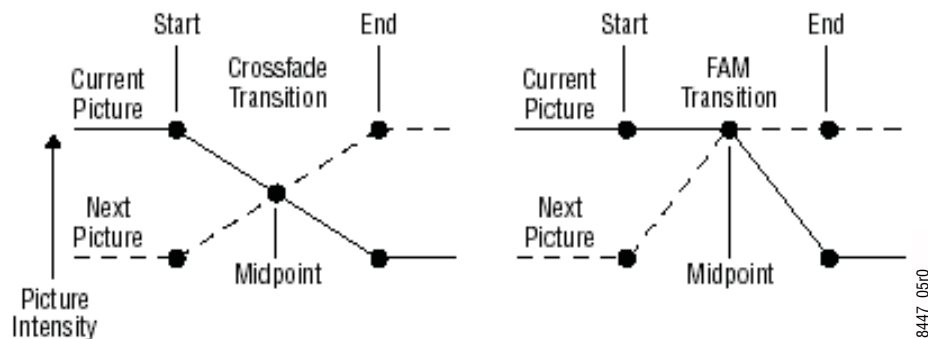 Start
End
Current
Picture
Crossfade
Transition
Next
Picture
Midpoint
Picture
Intensity
Start
End
Current
Picture
FAM
Transition
Next
Picture
Midpoint
8447_05r0